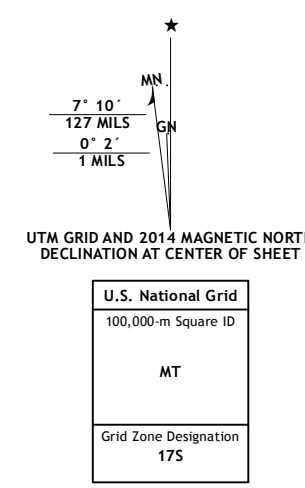 ★
MN
GN
7° 10´
127 MILS
0° 2´
1 MILS
UTM GRID AND 2014 MAGNETIC NORT
DECLINATION AT CENTER OF SHEET
U.S. National Grid
100,000-m Square ID
MT
Grid Zone Designation
17S